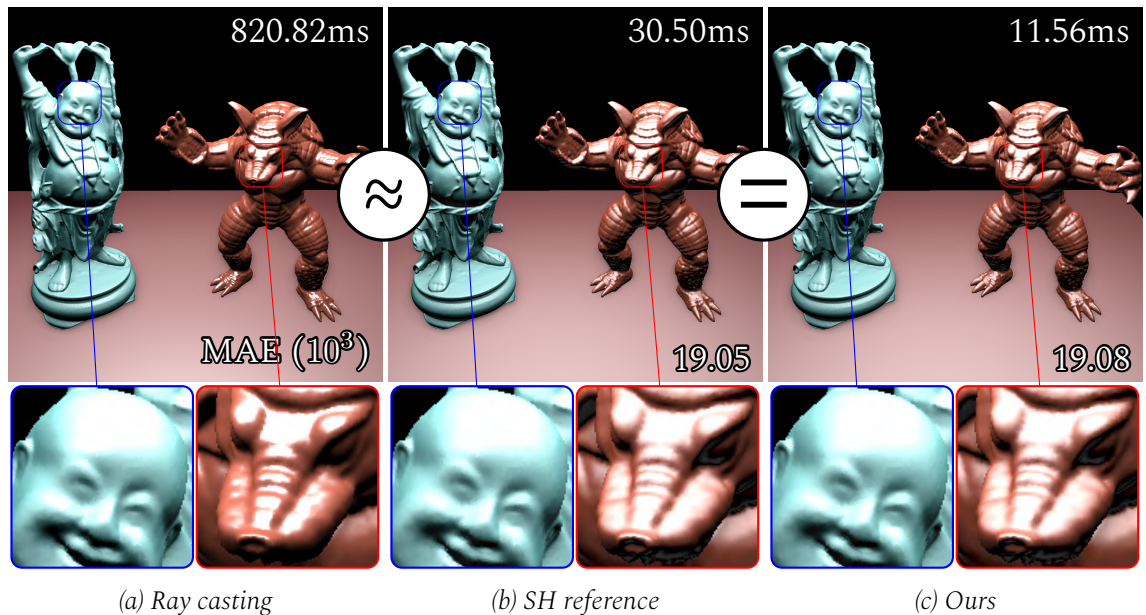 820.82ms
30.50ms
11.56ms
≈
=
MAE (10³)
19.05
19.08
(a) Ray casting
(b) SH reference
(c) Ours